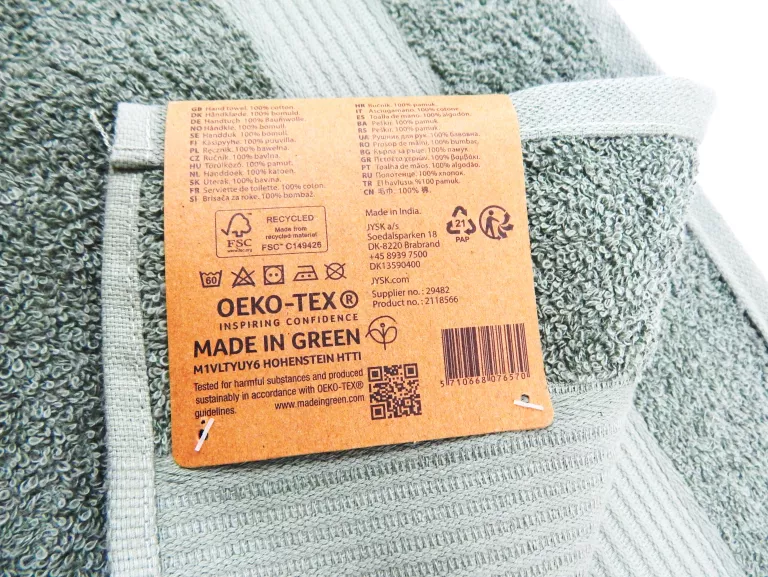 GB Hand towel. 100% cotton.
DK Håndklæde. 100% bomuld.
DE Handtuch. 100% Baumwolle.
NO Håndkle. 100% bomull.
SE Handduk. 100% bomull.
FI Käsipyyhe. 100% puuvilla.
PL Ręcznik. 100% bawełna.
CZ Ručník. 100% bavlna.
HU Törölköző. 100% pamut.
NL Handdoek. 100% katoen.
SK Uterák. 100% bavlna.
FR Serviette de toilette. 100% coton.
SI Brisača za roke. 100% bombaž.
HR Ručnik. 100% pamuk.
IT Asciugamano. 100% cotone.
ES Toalla de mano. 100% algodón.
BA Peškir. 100% pamuk.
RS Peškir. 100% pamuk.
UA Рушник для рук. 100% бавовна.
RO Prosop de mâini. 100% bumbac.
BG Кърпа за ръце. 100% памук.
GR Πετσέτα χεριών. 100% βαμβάκι.
PT Toalha de mãos. 100% algodão.
RU Полотенце. 100% хлопок.
TR El havlusu. %100 pamuk.
CN 毛巾. 100% 棉.
FSC
RECYCLED
Made from
recycled material
FSC® C149426
Made in India.
JYSK a/s
Soedalsparken 18
DK-8220 Brabrand
+45 8939 7500
DK13590400
JYSK.com
Supplier no.: 29482
Product no.: 2118566
21
PAP
60
OEKO-TEX®
INSPIRING CONFIDENCE
MADE IN GREEN
M1VLTYUY6 HOHENSTEIN HTTI
Tested for harmful substances and produced
sustainably in accordance with OEKO-TEX®
guidelines.
www.madeingreen.com
5710668076570